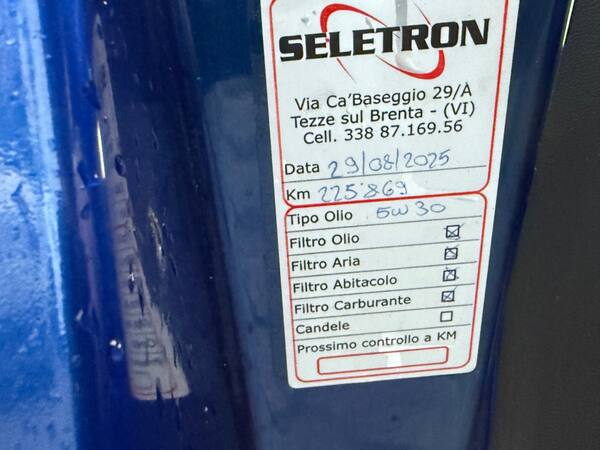 SELETRON
Via Ca'Baseggio 29/A
Tezze sul Brenta - (VI)
Cell. 338 87.169.56
Data 29/08/2025
Km 225'869
Tipo Olio 5W30
Filtro Olio
Filtro Aria
Filtro Abitacolo
Filtro Carburante
Candele
Prossimo controllo a KM